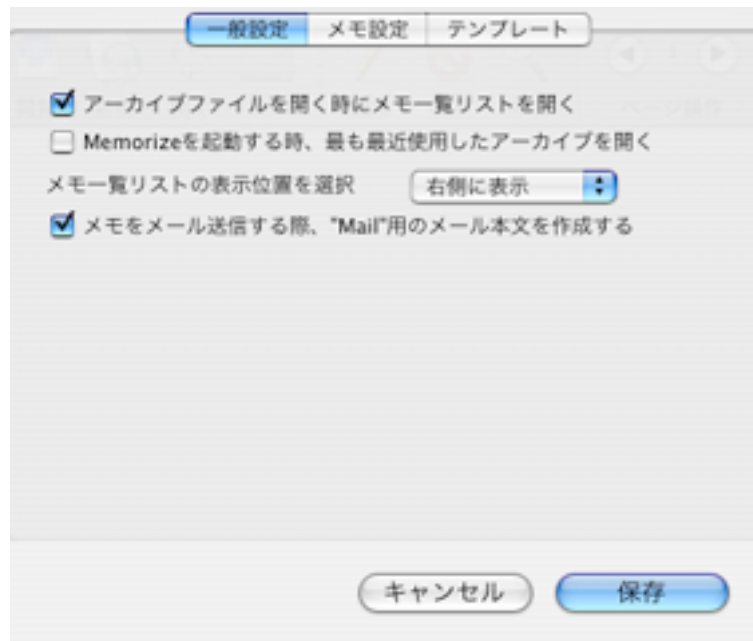 一般設定 メモ設定 テンプレート
アーカイブファイルを開く時にメモ一覧リストを開く
Memorizeを起動する時、最も最近使用したアーカイブを開く
メモ一覧リストの表示位置を選択 右側に表示
メモをメール送信する際、"Mail"用のメール本文を作成する
キャンセル 保存